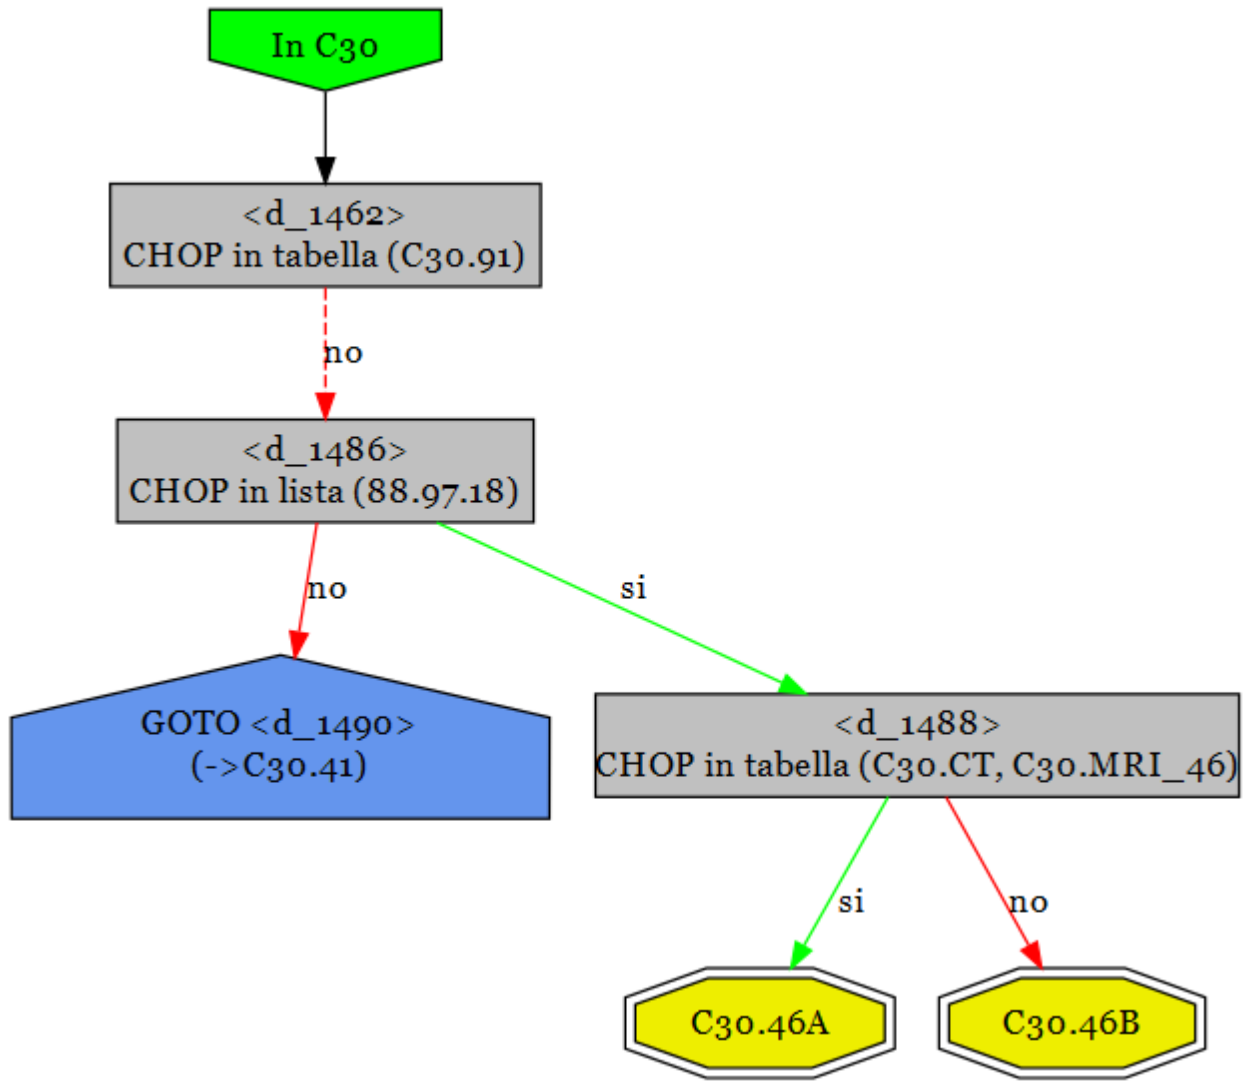 In C30
<d_1462>
CHOP in tabella (C30.91)
no
<d_1486>
CHOP in lista (88.97.18)
no
si
GOTO <d_1490>
(->C30.41)
<d_1488>
CHOP in tabella (C30.CT, C30.MRI_46)
si
no
C30.46A
C30.46B